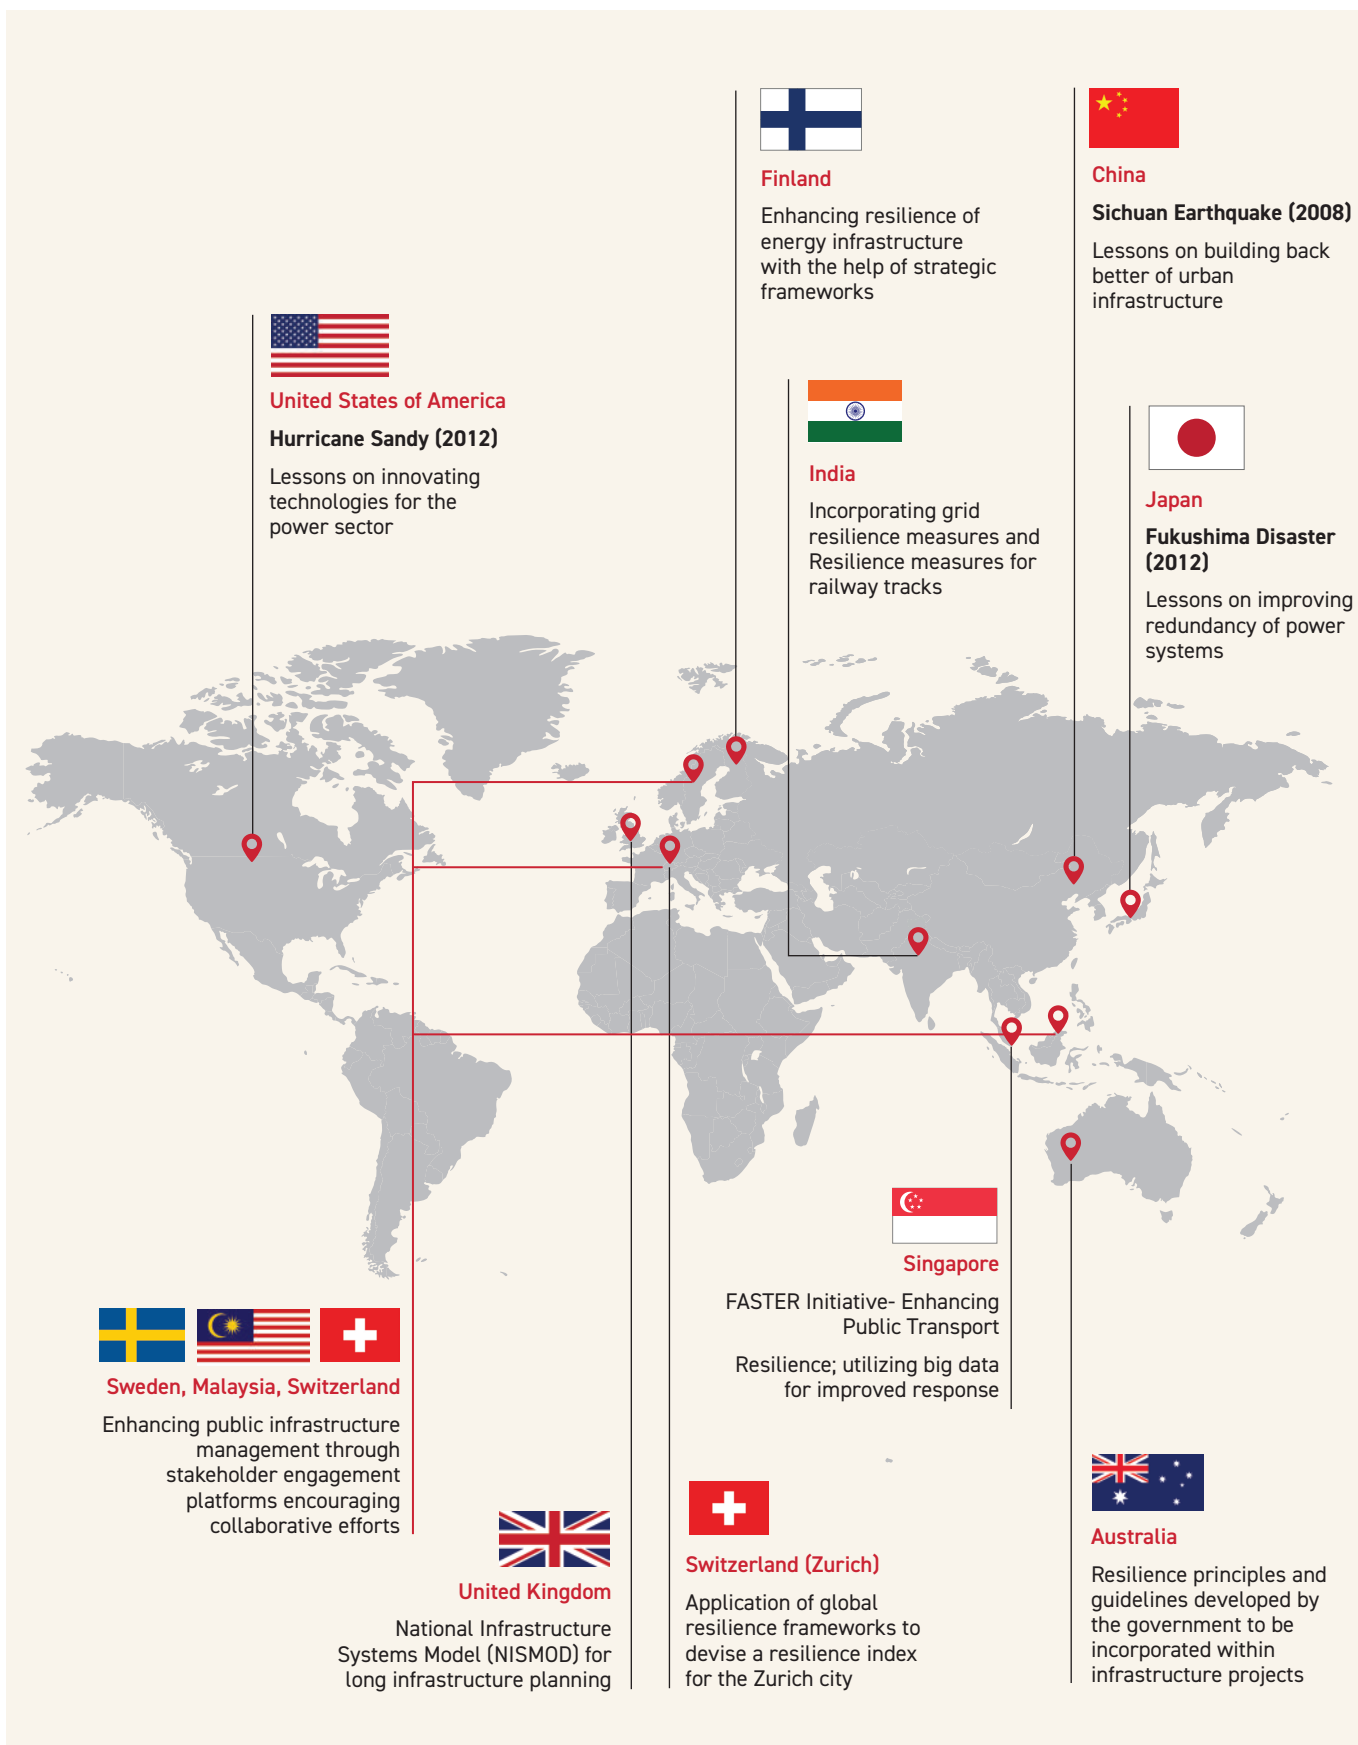 Finland
Enhancing resilience of
energy infrastructure
with the help of strategic
frameworks
China
Sichuan Earthquake (2008)
Lessons on building back
better of urban
infrastructure
United States of America
Hurricane Sandy (2012)
Lessons on innovating
technologies for the
power sector
India
Incorporating grid
resilience measures and
Resilience measures for
railway tracks
Japan
Fukushima Disaster
(2012)
Lessons on improving
redundancy of power
systems
Singapore
FASTER Initiative- Enhancing
Public Transport
Resilience; utilizing big data
for improved response
Sweden, Malaysia, Switzerland
Enhancing public infrastructure
management through
stakeholder engagement
platforms encouraging
collaborative efforts
United Kingdom
National Infrastructure
Systems Model (NISMOD) for
long infrastructure planning
Switzerland (Zurich)
Application of global
resilience frameworks to
devise a resilience index
for the Zurich city
Australia
Resilience principles and
guidelines developed by
the government to be
incorporated within
infrastructure projects